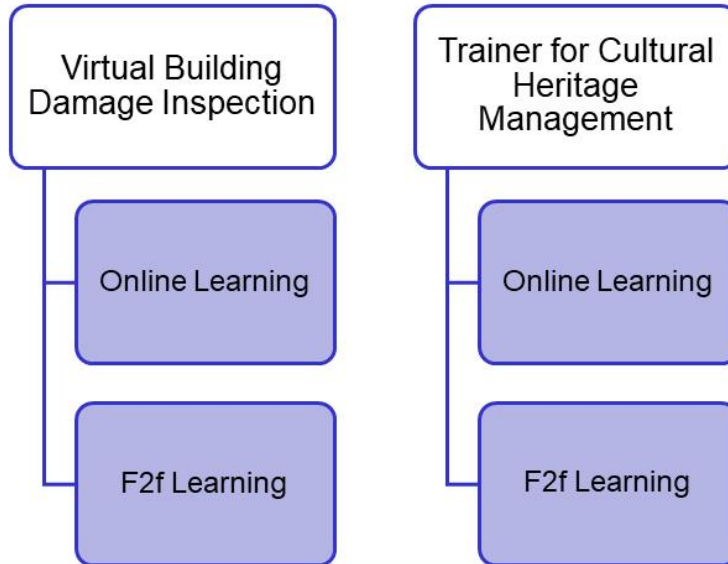 Virtual Building
Damage Inspection
Online Learning
F2f Learning
Trainer for Cultural
Heritage
Management
Online Learning
F2f Learning